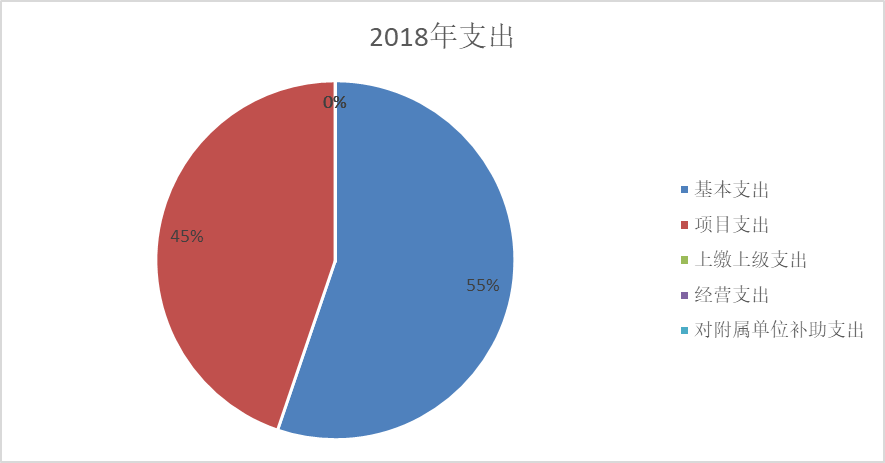 2018年支出
0%
45%
55%
基本支出
项目支出
上缴上级支出
经营支出
对附属单位补助支出